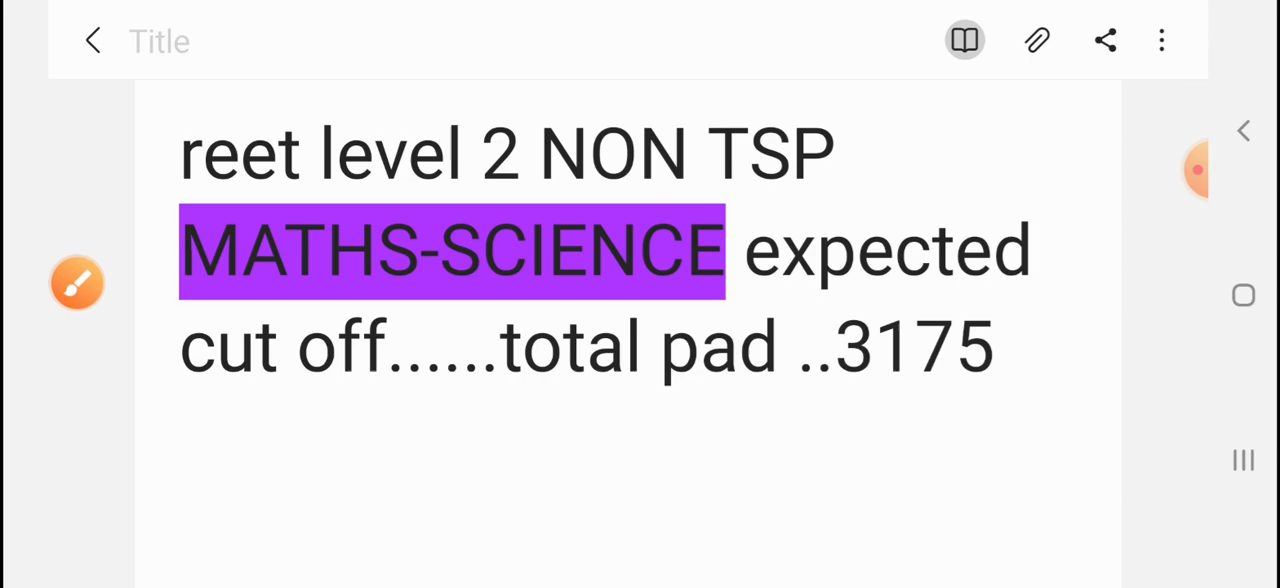 Title
reet level 2 NON TSP
MATHS-SCIENCE expected
cut off......total pad ..3175